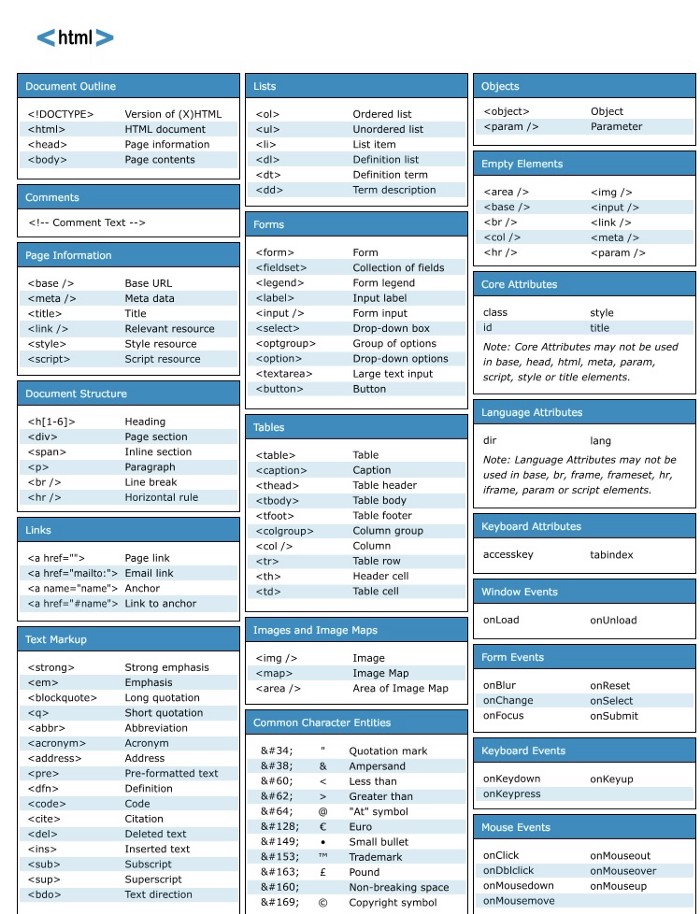 <html>
Document Outline
<!DOCTYPE> Version of (X)HTML
<html> HTML document
<head> Page information
<body> Page contents
Comments
<!-- Comment Text -->
Page Information
<base /> Base URL
<meta /> Meta data
<title> Title
<link /> Relevant resource
<style> Style resource
<script> Script resource
Document Structure
<h[1-6]> Heading
<div> Page section
<span> Inline section
<p> Paragraph
<br /> Line break
<hr /> Horizontal rule
Links
<a href=""> Page link
<a href="mailto:"> Email link
<a name="name"> Anchor
<a href="#name"> Link to anchor
Text Markup
<strong> Strong emphasis
<em> Emphasis
<blockquote> Long quotation
<q> Short quotation
<abbr> Abbreviation
<acronym> Acronym
<address> Address
<pre> Pre-formatted text
<dfn> Definition
<code> Code
<cite> Citation
<del> Deleted text
<ins> Inserted text
<sub> Subscript
<sup> Superscript
<bdo> Text direction
Lists
<ol> Ordered list
<ul> Unordered list
<li> List item
<dl> Definition list
<dt> Definition term
<dd> Term description
Forms
<form> Form
<fieldset> Collection of fields
<legend> Form legend
<label> Input label
<input /> Form input
<select> Drop-down box
<optgroup> Group of options
<option> Drop-down options
<textarea> Large text input
<button> Button
Tables
<table> Table
<caption> Caption
<thead> Table header
<tbody> Table body
<tfoot> Table footer
<colgroup> Column group
<col /> Column
<tr> Table row
<th> Header cell
<td> Table cell
Images and Image Maps
<img /> Image
<map> Image Map
<area /> Area of Image Map
Common Character Entities
&#34; " Quotation mark
&#38; & Ampersand
&#60; < Less than
&#62; > Greater than
&#64; @ "At" symbol
&#128; € Euro
&#149; • Small bullet
&#153; ™ Trademark
&#163; £ Pound
&#160; Non-breaking space
&#169; © Copyright symbol
Objects
<object> Object
<param /> Parameter
Empty Elements
<area /> <img />
<base /> <input />
<br /> <link />
<col /> <meta />
<hr /> <param />
Core Attributes
class style
id title
Note: Core Attributes may not be used
in base, head, html, meta, param,
script, style or title elements.
Language Attributes
dir lang
Note: Language Attributes may not be
used in base, br, frame, frameset, hr,
iframe, param or script elements.
Keyboard Attributes
accesskey tabindex
Window Events
onLoad onUnload
Form Events
onBlur onReset
onChange onSelect
onFocus onSubmit
Keyboard Events
onKeydown onKeyup
onKeypress
Mouse Events
onClick onMouseout
onDblclick onMouseover
onMousedown onMouseup
onMousemove